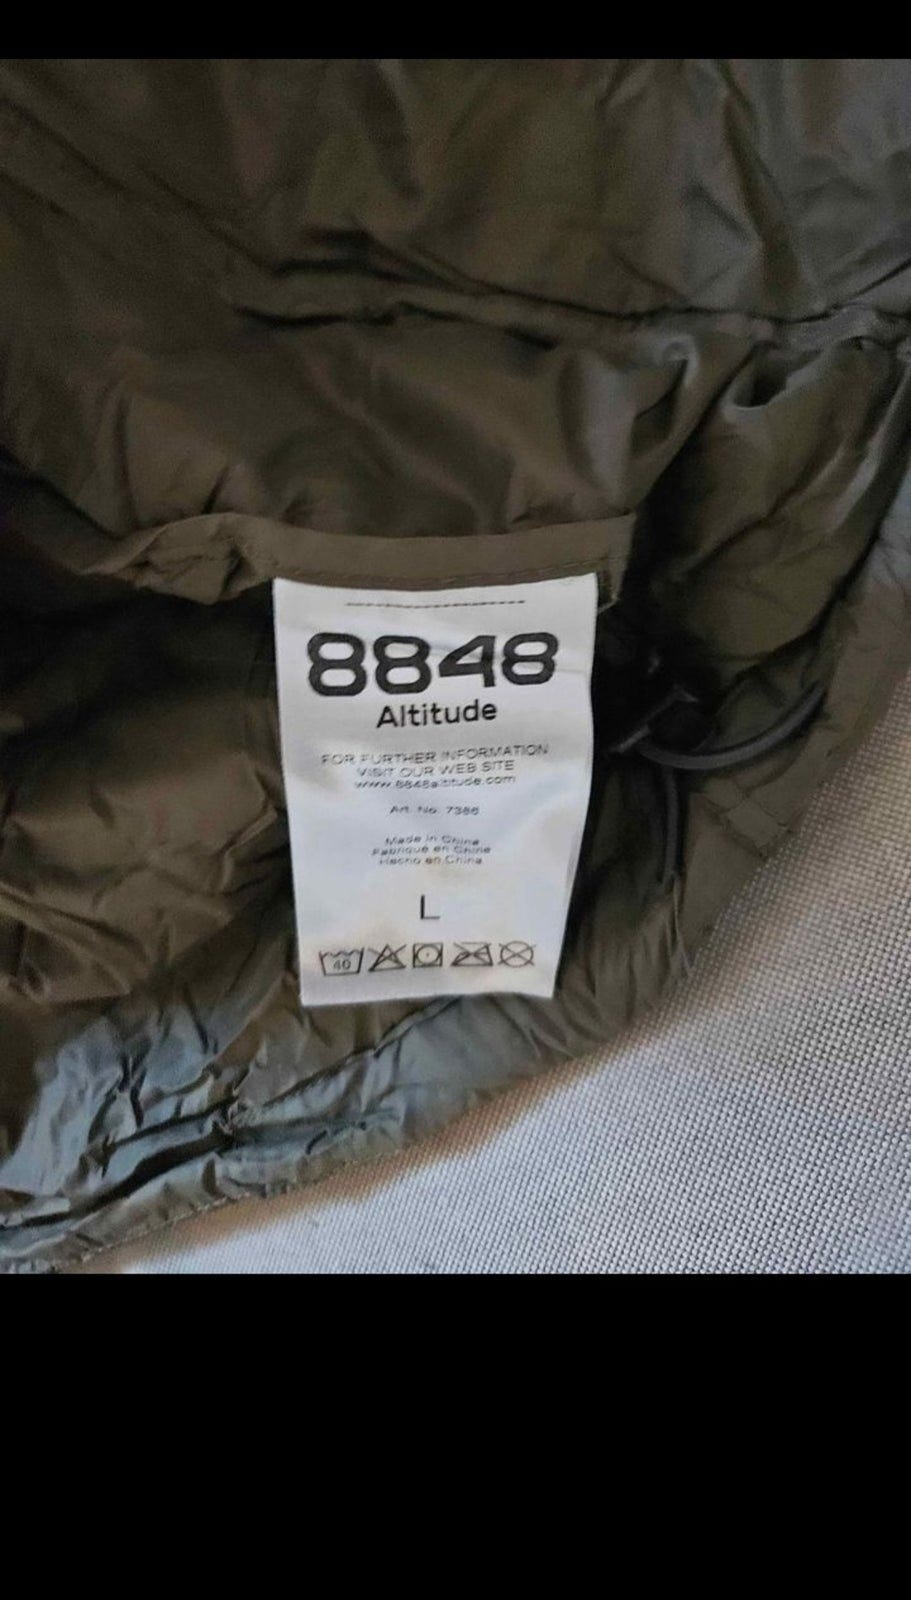 8848
Altitude
FOR FURTHER INFORMATION
VISIT OUR WEB SITE
www.8848altitude.com
Art. No. 7386
Made in China
Fabriqué en Chine
Hecho en China
L
40